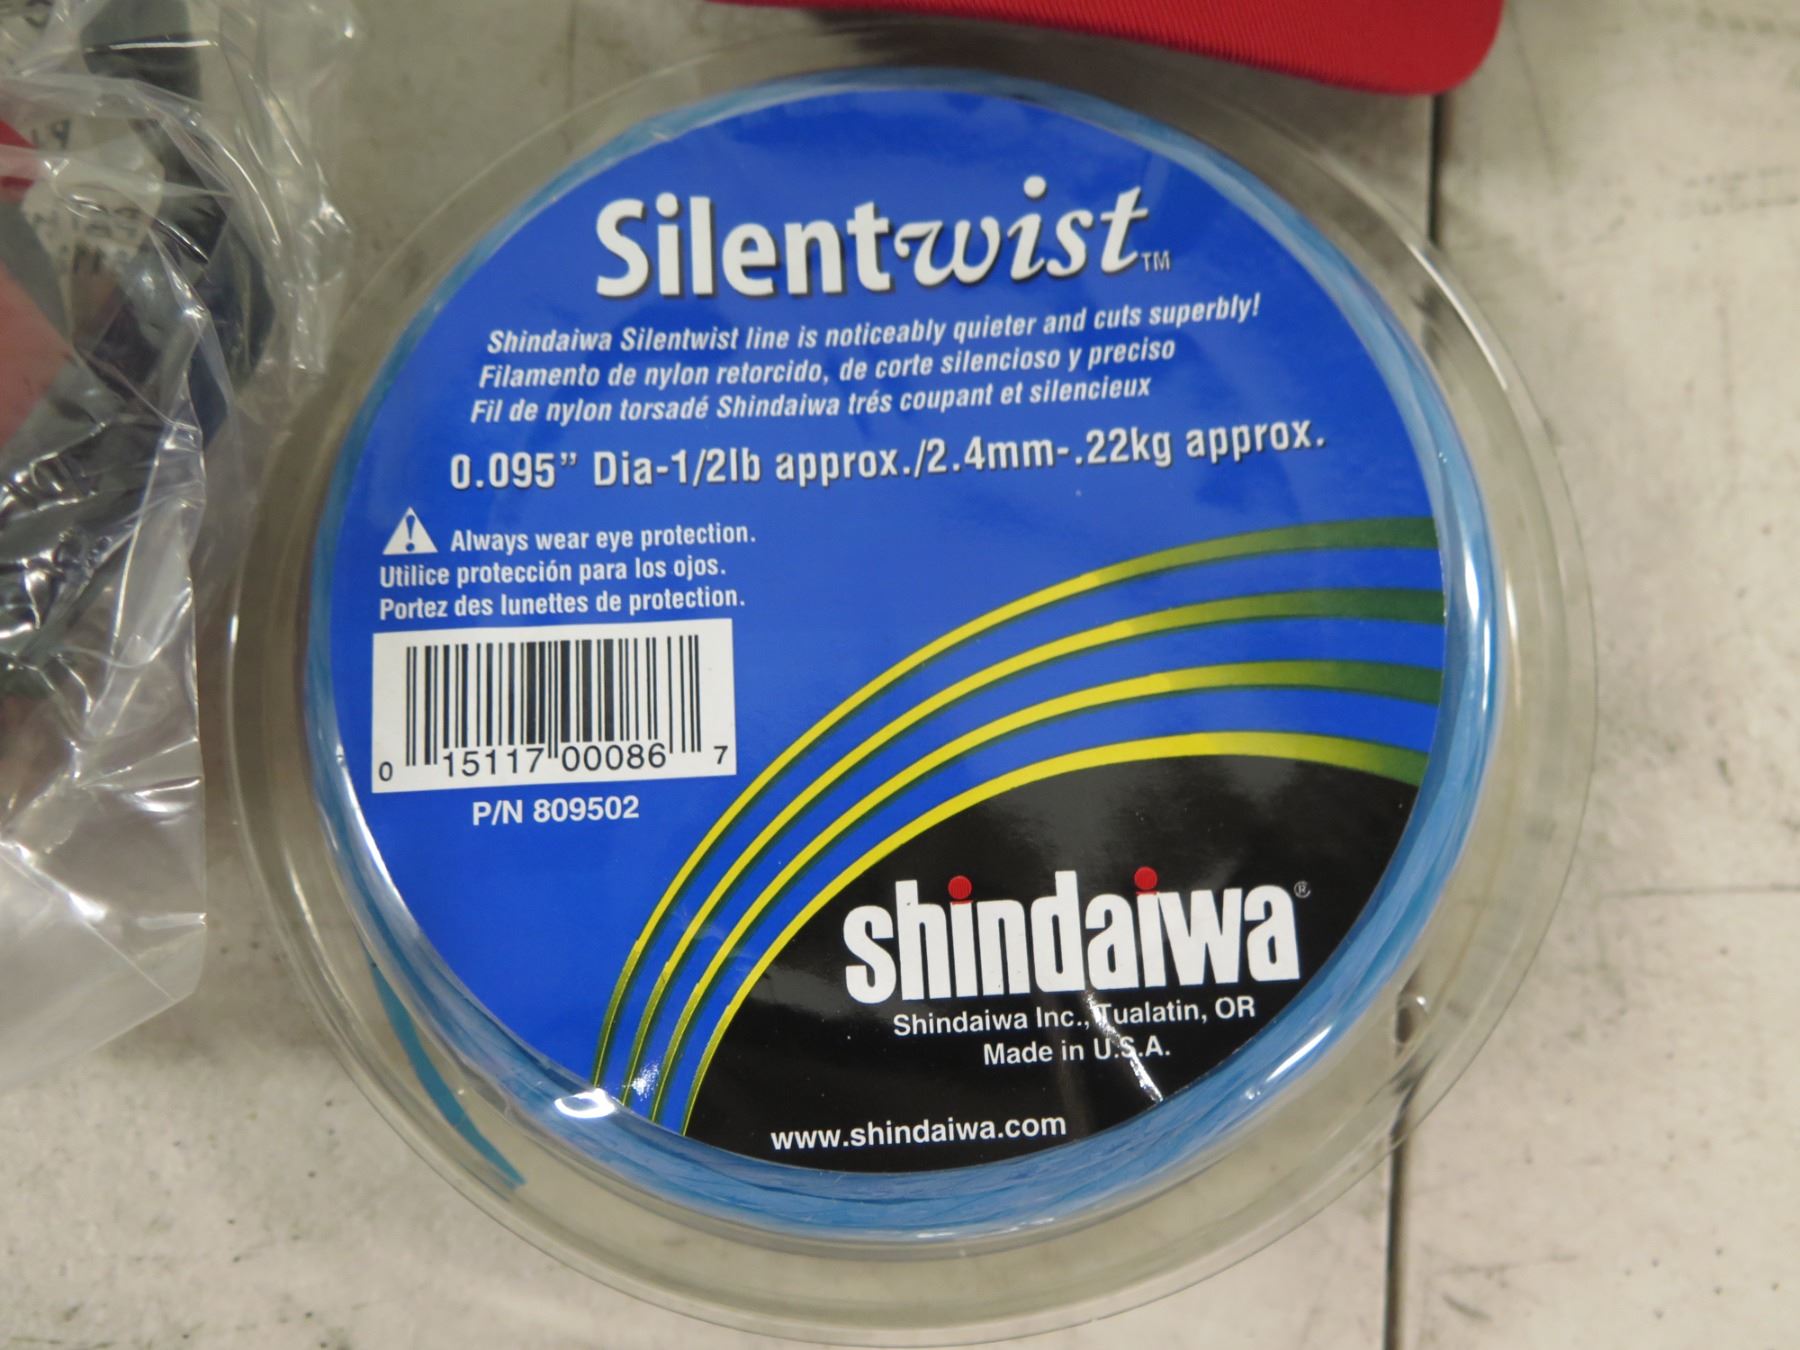 Silentwist™
Shindaiwa Silentwist line is noticeably quieter and cuts superbly!
Filamento de nylon retorcido, de corte silencioso y preciso
Fil de nylon torsadé Shindaiwa trés coupant et silencieux
0.095” Dia-1/2lb approx./2.4mm-.22kg approx.
Always wear eye protection.
Utilice protección para los ojos.
Portez des lunettes de protection.
0 15117 00086 7
P/N 809502
shindaiwa®
Shindaiwa Inc., Tualatin, OR
Made in U.S.A.
www.shindaiwa.com